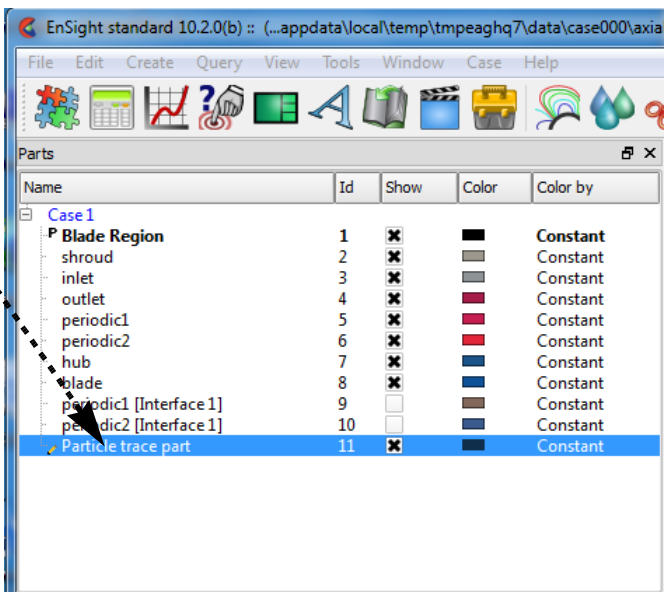 EnSight standard 10.2.0(b) :: (...appdata\local\temp\tmpeaghq7\data\case000\axia
File Edit Create Query View Tools Window Case Help
Parts
Name Id Show Color Color by
Case 1
P Blade Region 1 Constant
shroud 2 Constant
inlet 3 Constant
outlet 4 Constant
periodic1 5 Constant
periodic2 6 Constant
hub 7 Constant
blade 8 Constant
periodic1 [Interface 1] 9 Constant
periodic2 [Interface 1] 10 Constant
Particle trace part 11 Constant